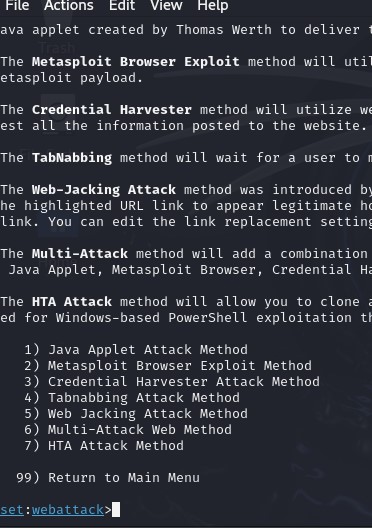 File Actions Edit View Help
ava applet created by Thomas Werth to deliver
Trash
The Metasploit Browser Exploit method will
etasploit payload.
The Credential Harvester method will utilize
est all the information posted to the website.
The TabNabbing method will wait for a user to
The Web-Jacking Attack method was introduced by
he highlighted URL link to appear legitimate
link. You can edit the link replacement
The Multi-Attack method will add a combination
Java Applet, Metasploit Browser, Credential
The HTA Attack method will allow you to clone
ed for Windows-based PowerShell exploitation
1) Java Applet Attack Method
2) Metasploit Browser Exploit Method
3) Credential Harvester Attack Method
4) Tabnabbing Attack Method
5) Web Jacking Attack Method
6) Multi-Attack Web Method
7) HTA Attack Method
99) Return to Main Menu
set:webattack>